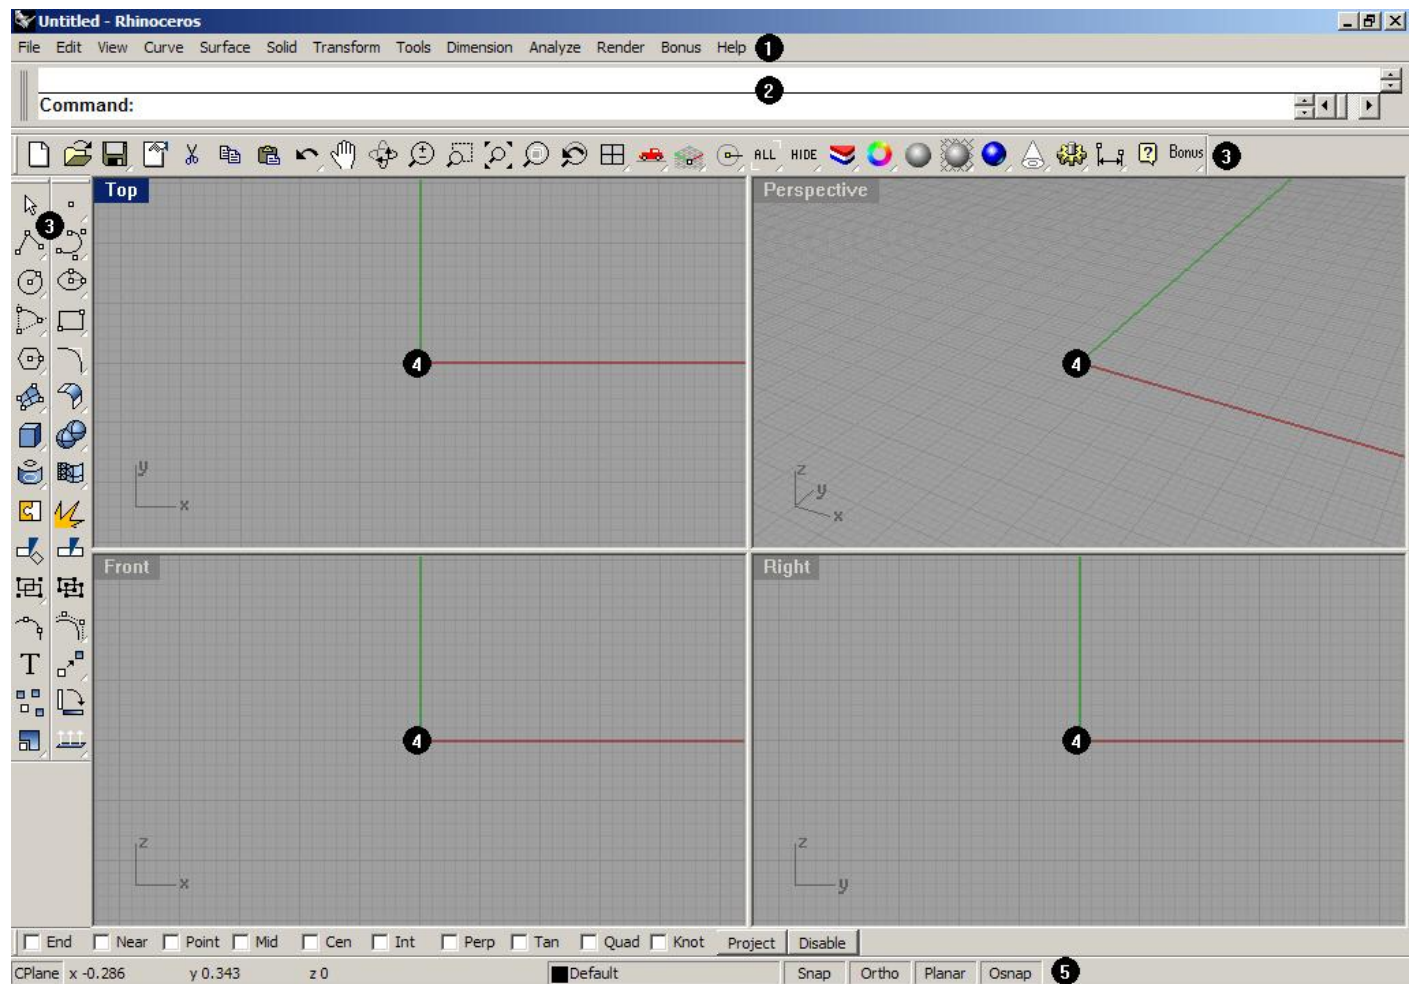 Untitled - Rhinoceros
File Edit View Curve Surface Solid Transform Tools Dimension Analyze Render Bonus Help 1
2
Command:
ALL HIDE ? Bonus 3
Top
Perspective
3
4
4
y
x
z
y
x
Front
Right
T
4
4
z
x
z
y
End Near Point Mid Cen Int Perp Tan Quad Knot Project Disable
CPlane x -0.286 y 0.343 z 0 Default Snap Ortho Planar Osnap 5